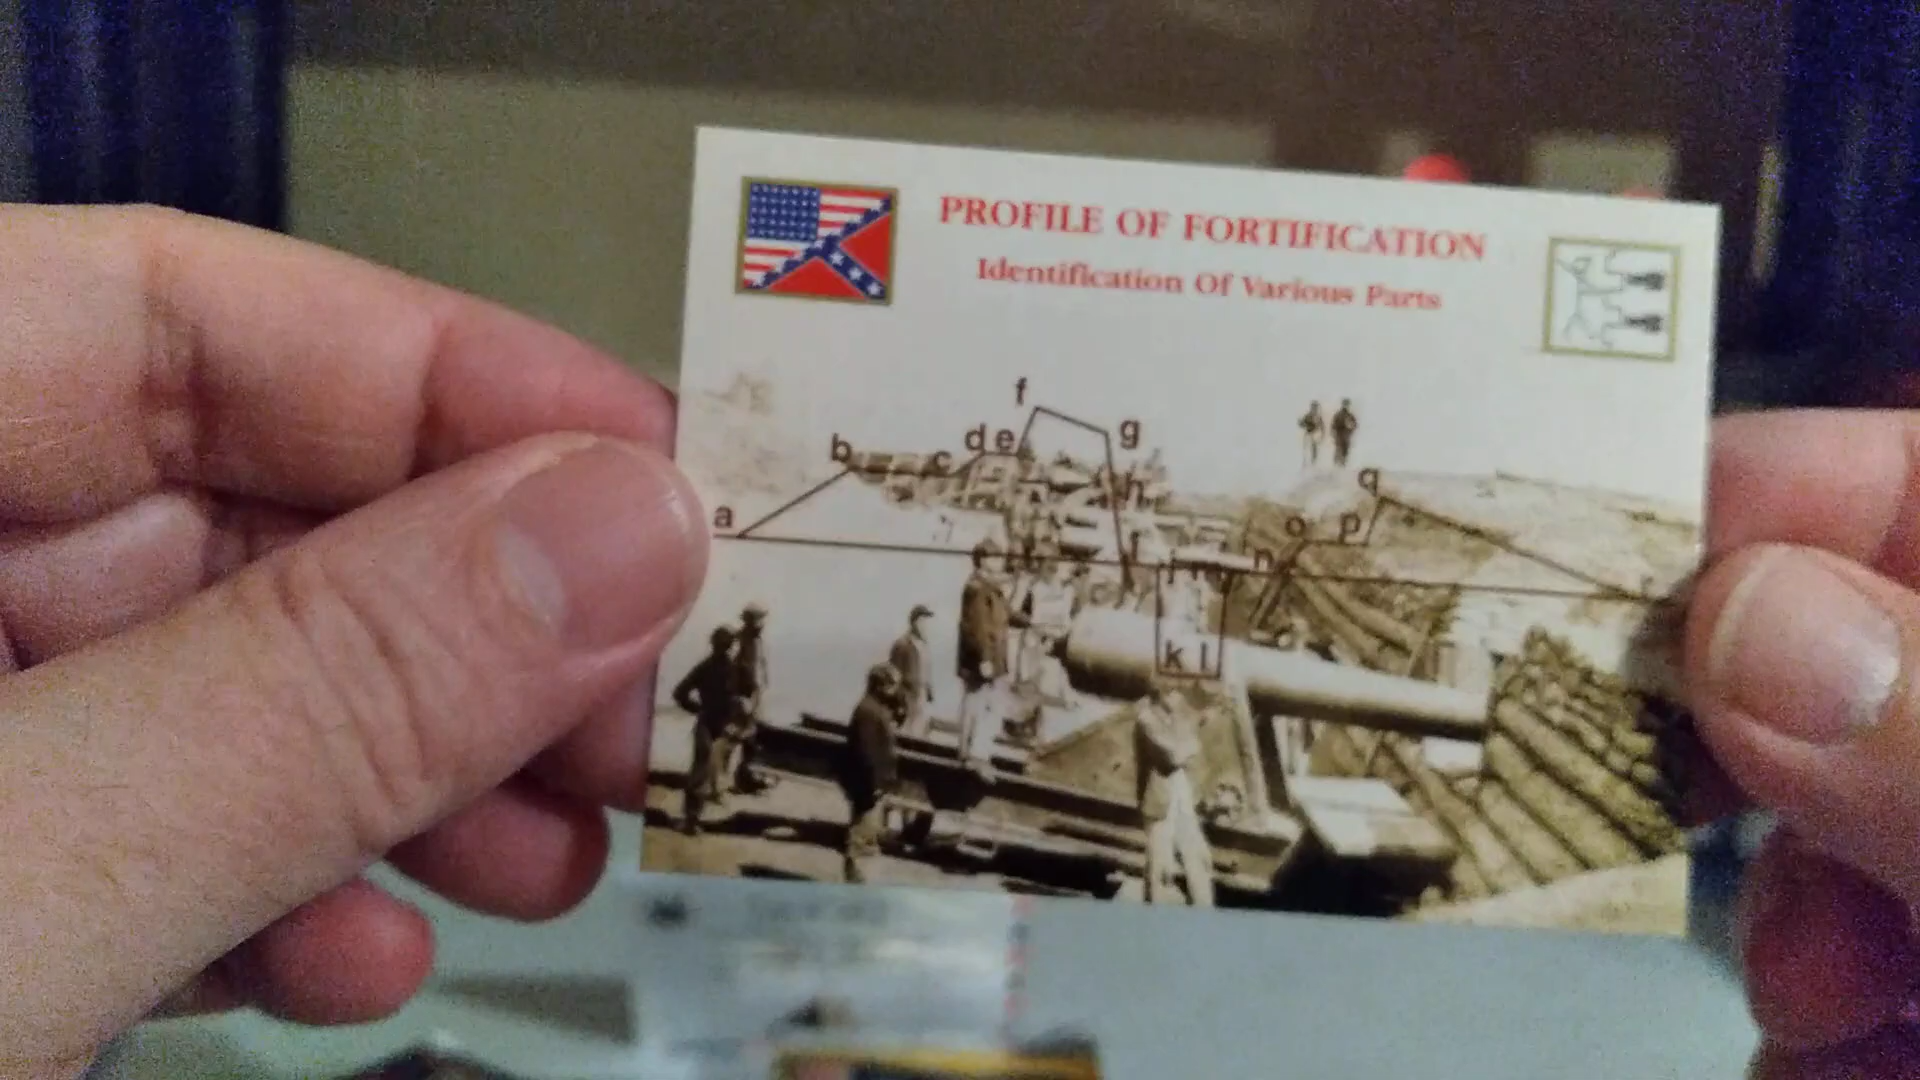 PROFILE OF FORTIFICATION
Identification Of Various Parts
f
g
b
d e
c
h
q
a
o
p
n
k l